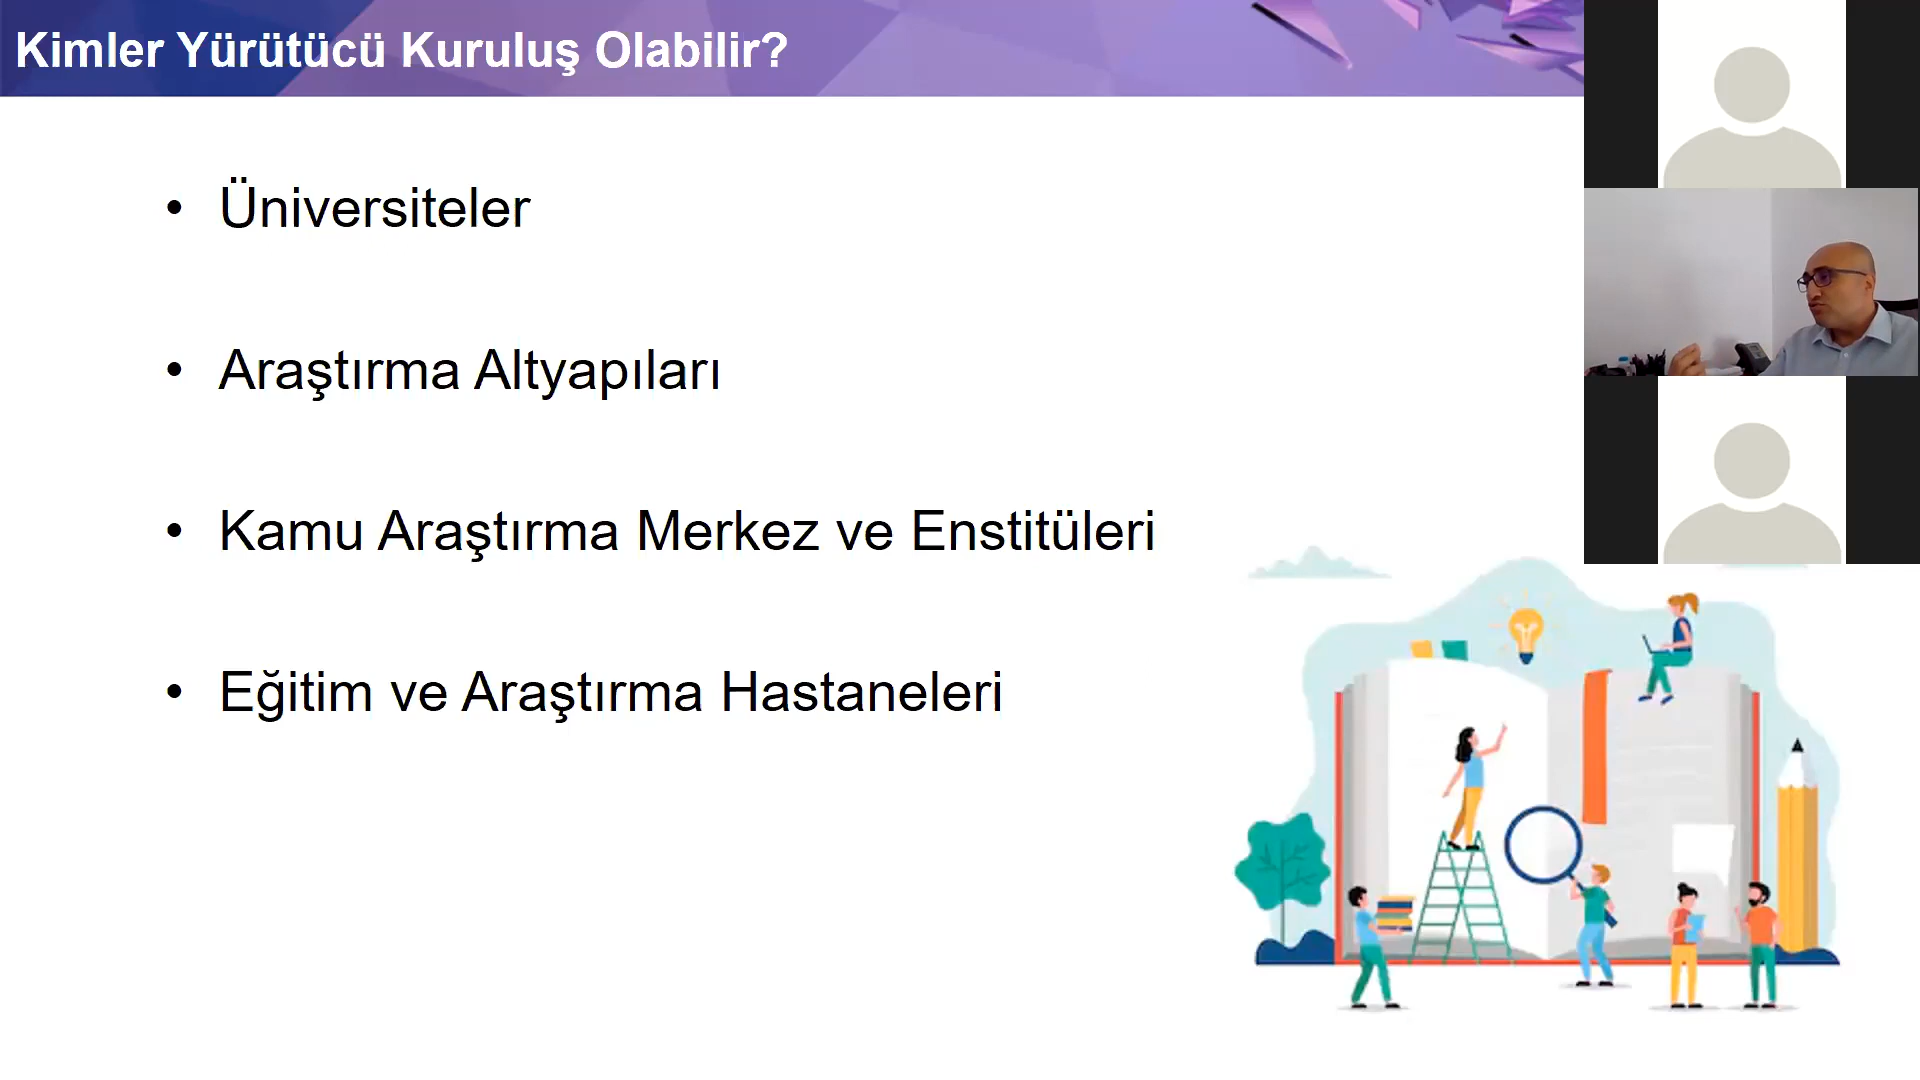 Kimler Yürütücü Kuruluş Olabilir?
• Üniversiteler
• Araştırma Altyapıları
• Kamu Araştırma Merkez ve Enstitüleri
• Eğitim ve Araştırma Hastaneleri